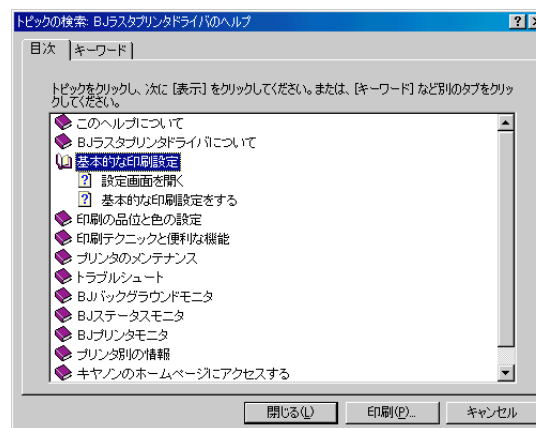 トピックの検索: BJラスタプリンタドライバのヘルプ
目次
キーワード
トピックをクリックし、次に [表示] をクリックしてください。または、[キーワード] など別のタブをクリッ
クしてください。
このヘルプについて
BJラスタプリンタドライバについて
基本的な印刷設定
設定画面を開く
基本的な印刷設定をする
印刷の品位と色の設定
印刷テクニックと便利な機能
プリンタのメンテナンス
トラブルシュート
BJバックグラウンドモニタ
BJステータスモニタ
BJプリンタモニタ
プリンタ別の情報
キヤノンのホームページにアクセスする
閉じる(L)
印刷(P)...
キャンセル